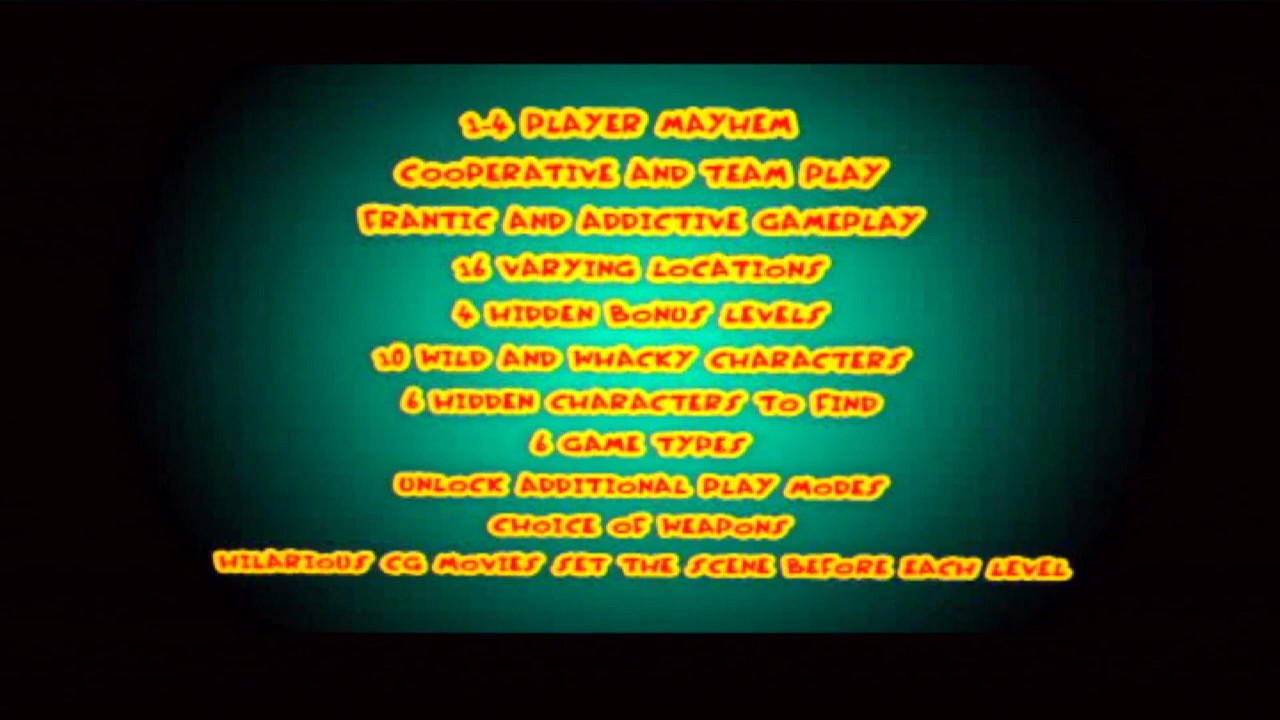 1-4 PLAYER MAYHEM
COOPERATIVE AND TEAM PLAY
FRANTIC AND ADDICTIVE GAMEPLAY
16 VARYING LOCATIONS
4 HIDDEN BONUS LEVELS
10 WILD AND WHACKY CHARACTERS
6 HIDDEN CHARACTERS TO FIND
6 GAME TYPES
UNLOCK ADDITIONAL PLAY MODES
CHOICE OF WEAPONS
HILARIOUS CG MOVIES SET THE SCENE BEFORE EACH LEVEL